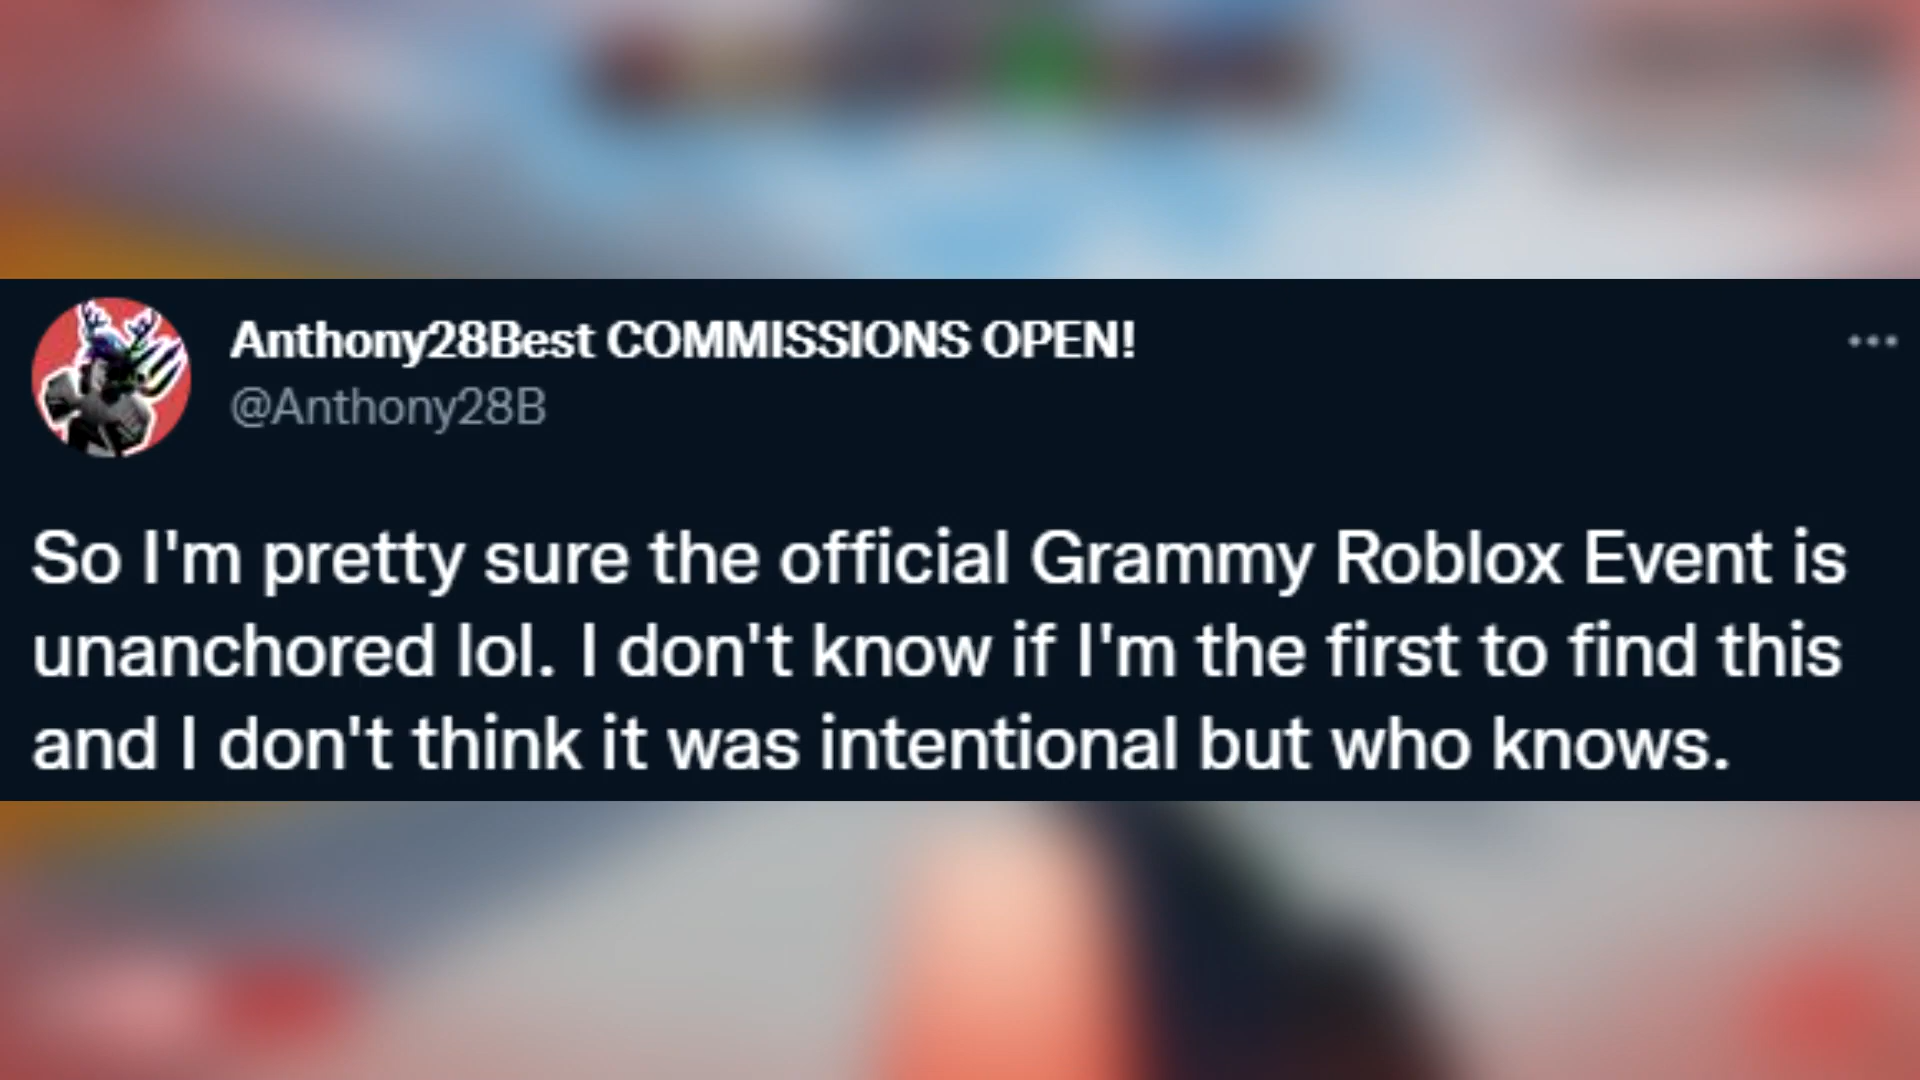 Anthony28Best COMMISSIONS OPEN!
@Anthony28B
So I'm pretty sure the official Grammy Roblox Event is
unanchored lol. I don't know if I'm the first to find this
and I don't think it was intentional but who knows.